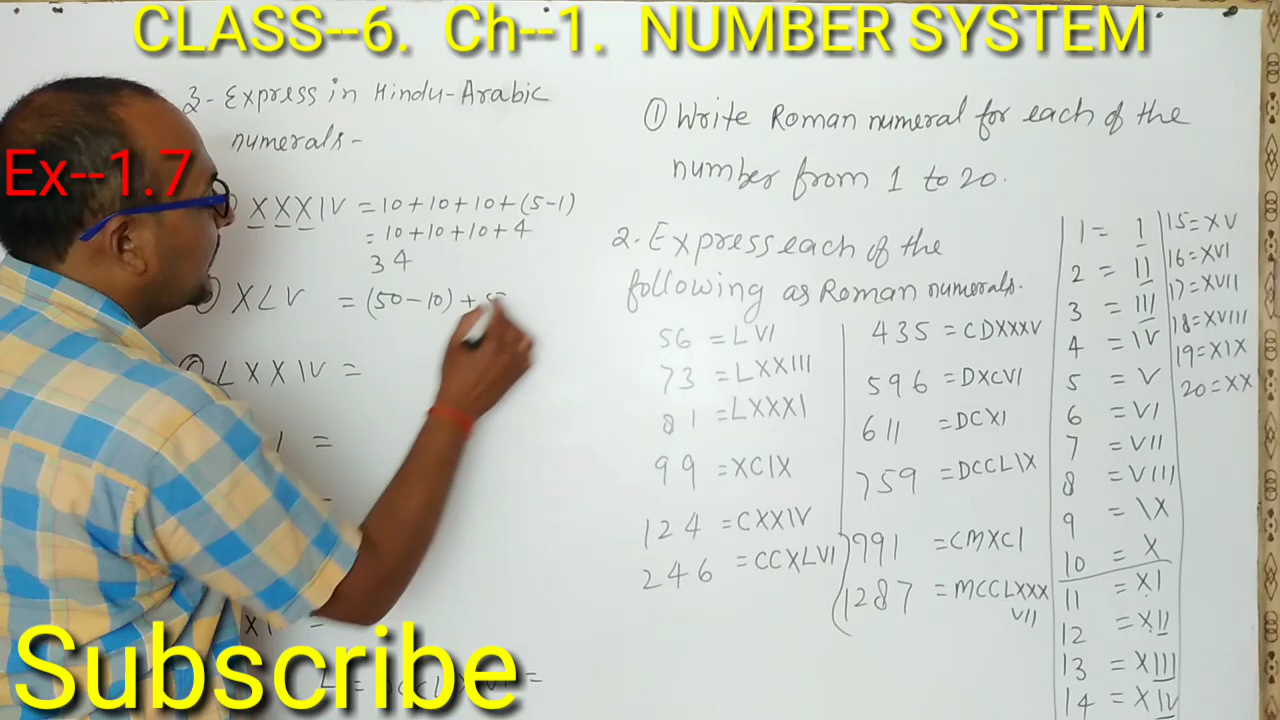 CLASS--6. Ch--1. NUMBER SYSTEM
3- Express in Hindu-Arabic
numerals-
Ex--1.7
XXXIV = 10+10+10+(5-1)
= 10+10+10+4
34
XLV = (50-10)+5
LXXIV =
I =
XI =
=
① Write Roman numeral for each of the
number from 1 to 20.
2. Express each of the
following as Roman numerals.
56 = LVI
73 = LXXIII
81 = LXXXI
99 = XCIX
124 = CXXIV
246 = CCXLVI
435 = CDXXXV
596 = DXCVI
611 = DCXI
759 = DCCLIX
991 = CMXCI
1287 = MCCLXXX
VII
1 = I
2 = II
3 = III
4 = IV
5 = V
6 = VI
7 = VII
8 = VIII
9 = IX
10 = X
11 = XI
12 = XII
13 = XIII
14 = XIV
15 = XV
16 = XVI
17 = XVII
18 = XVIII
19 = XIX
20 = XX
Subscribe